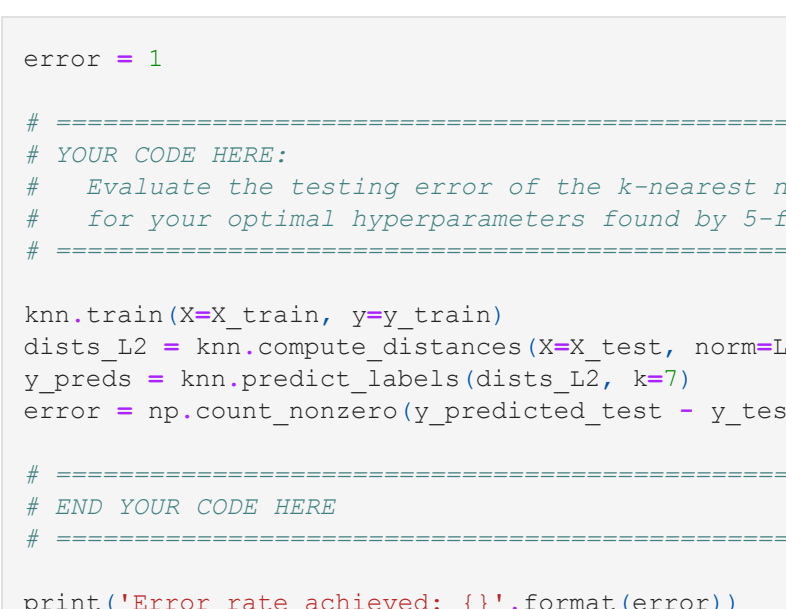 error = 1
# ==================================================
# YOUR CODE HERE:
#   Evaluate the testing error of the k-nearest n
#   for your optimal hyperparameters found by 5-f
# ==================================================
knn.train(X=X_train, y=y_train)
dists_L2 = knn.compute_distances(X=X_test, norm=L
y_preds = knn.predict_labels(dists_L2, k=7)
error = np.count_nonzero(y_predicted_test - y_tes
# ==================================================
# END YOUR CODE HERE
# ==================================================
print('Error rate achieved: {}'.format(error))